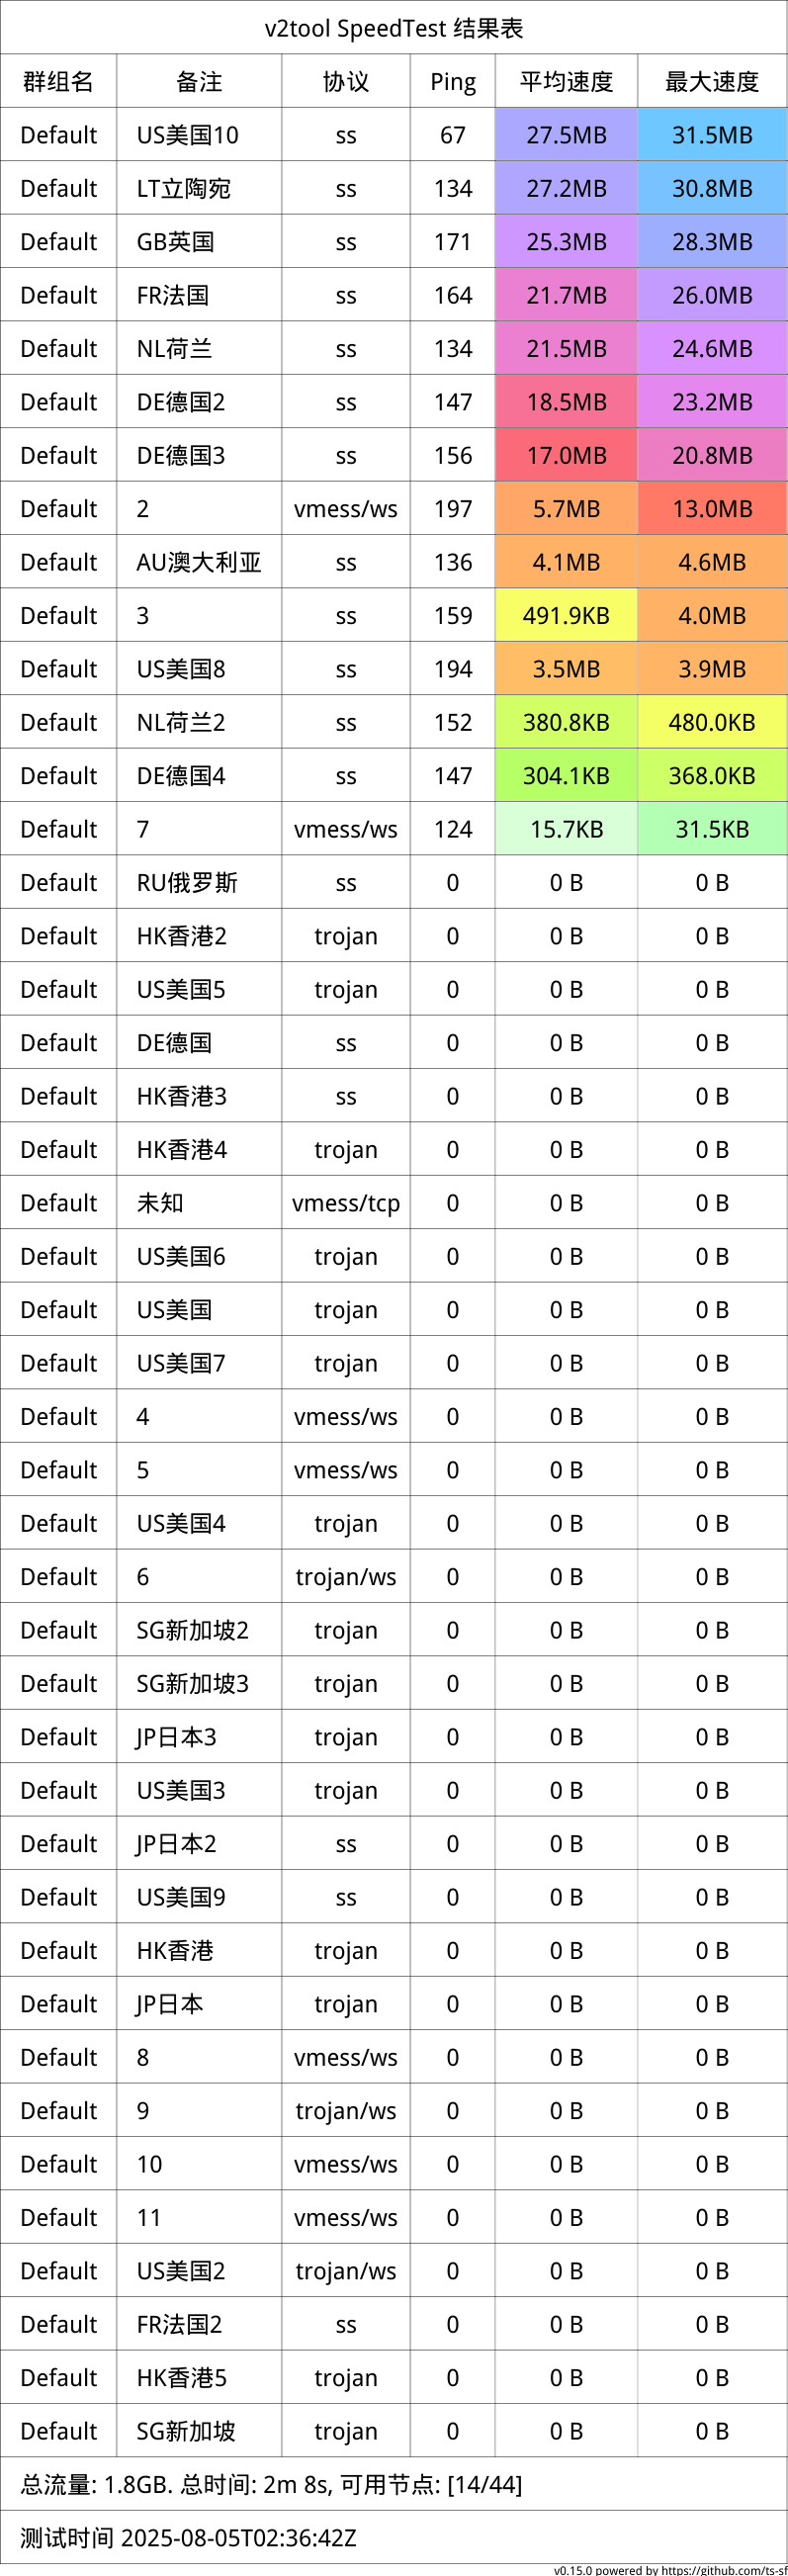 v2tool SpeedTest 结果表
群组名 备注 协议 Ping 平均速度 最大速度
Default US美国10 ss 67 27.5MB 31.5MB
Default LT立陶宛 ss 134 27.2MB 30.8MB
Default GB英国 ss 171 25.3MB 28.3MB
Default FR法国 ss 164 21.7MB 26.0MB
Default NL荷兰 ss 134 21.5MB 24.6MB
Default DE德国2 ss 147 18.5MB 23.2MB
Default DE德国3 ss 156 17.0MB 20.8MB
Default 2 vmess/ws 197 5.7MB 13.0MB
Default AU澳大利亚 ss 136 4.1MB 4.6MB
Default 3 ss 159 491.9KB 4.0MB
Default US美国8 ss 194 3.5MB 3.9MB
Default NL荷兰2 ss 152 380.8KB 480.0KB
Default DE德国4 ss 147 304.1KB 368.0KB
Default 7 vmess/ws 124 15.7KB 31.5KB
Default RU俄罗斯 ss 0 0 B 0 B
Default HK香港2 trojan 0 0 B 0 B
Default US美国5 trojan 0 0 B 0 B
Default DE德国 ss 0 0 B 0 B
Default HK香港3 ss 0 0 B 0 B
Default HK香港4 trojan 0 0 B 0 B
Default 未知 vmess/tcp 0 0 B 0 B
Default US美国6 trojan 0 0 B 0 B
Default US美国 trojan 0 0 B 0 B
Default US美国7 trojan 0 0 B 0 B
Default 4 vmess/ws 0 0 B 0 B
Default 5 vmess/ws 0 0 B 0 B
Default US美国4 trojan 0 0 B 0 B
Default 6 trojan/ws 0 0 B 0 B
Default SG新加坡2 trojan 0 0 B 0 B
Default SG新加坡3 trojan 0 0 B 0 B
Default JP日本3 trojan 0 0 B 0 B
Default US美国3 trojan 0 0 B 0 B
Default JP日本2 ss 0 0 B 0 B
Default US美国9 ss 0 0 B 0 B
Default HK香港 trojan 0 0 B 0 B
Default JP日本 trojan 0 0 B 0 B
Default 8 vmess/ws 0 0 B 0 B
Default 9 trojan/ws 0 0 B 0 B
Default 10 vmess/ws 0 0 B 0 B
Default 11 vmess/ws 0 0 B 0 B
Default US美国2 trojan/ws 0 0 B 0 B
Default FR法国2 ss 0 0 B 0 B
Default HK香港5 trojan 0 0 B 0 B
Default SG新加坡 trojan 0 0 B 0 B
总流量: 1.8GB. 总时间: 2m 8s, 可用节点: [14/44]
测试时间 2025-08-05T02:36:42Z
v0.15.0 powered by https://github.com/ts-sf